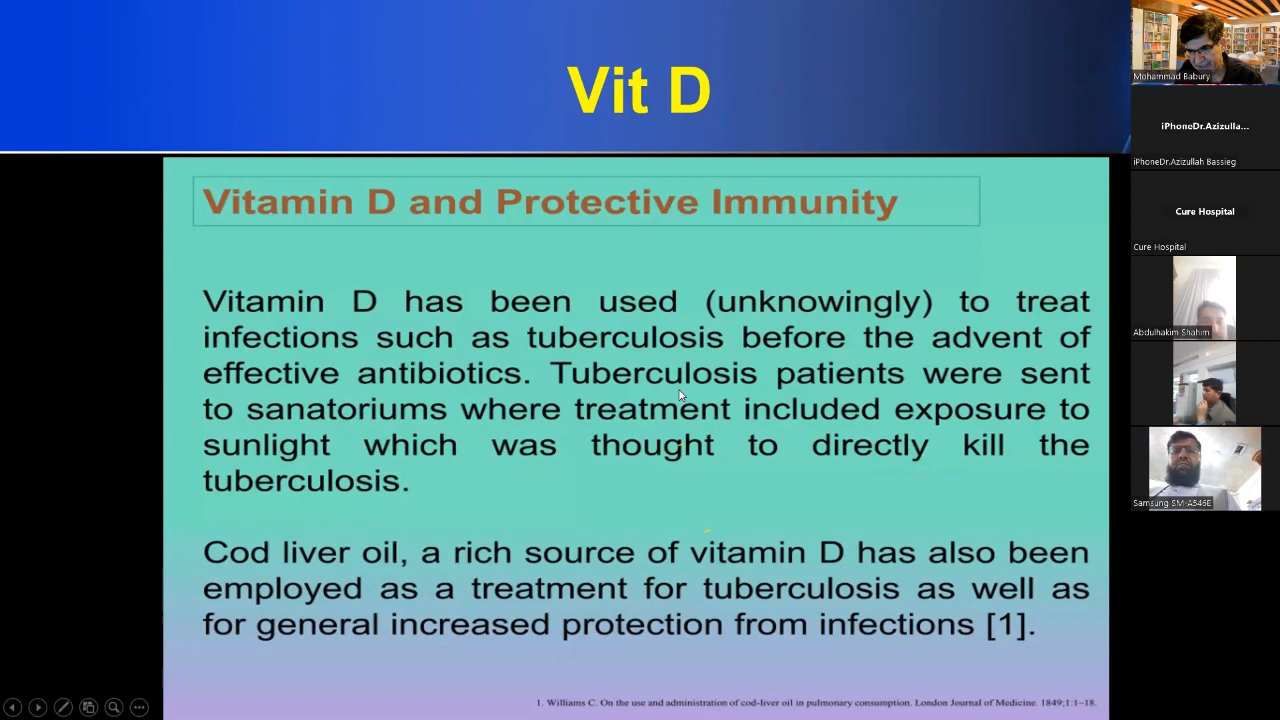 Vit D
Vitamin D and Protective Immunity
Vitamin D has been used (unknowingly) to treat
infections such as tuberculosis before the advent of
effective antibiotics. Tuberculosis patients were sent
to sanatoriums where treatment included exposure to
sunlight which was thought to directly kill the
tuberculosis.
Cod liver oil, a rich source of vitamin D has also been
employed as a treatment for tuberculosis as well as
for general increased protection from infections [1].
1. Williams C. On the use and administration of cod-liver oil in pulmonary consumption. London Journal of Medicine. 1849;1:1–18.
Mohammad Babury
iPhoneDr.Azizulla...
iPhoneDr.Azizullah Bassieg
Cure Hospital
Cure Hospital
Abdulhakim Shahim
Samsung SM-A546E